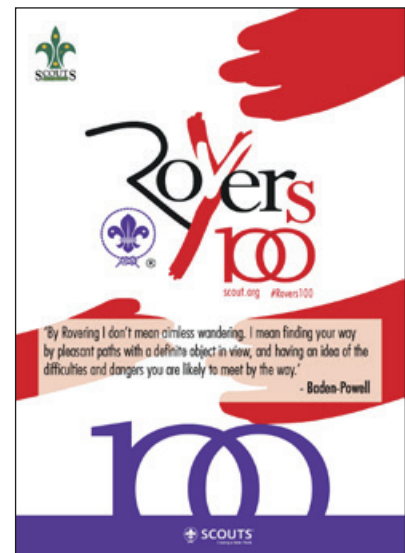 SCOUTS
Rovers
100
®
scout.org #Rovers100
'By Rovering I don't mean aimless wandering. I mean finding your way
by pleasant paths with a definite object in view, and having an idea of the
difficulties and dangers you are likely to meet by the way.'
- Baden-Powell
100
SCOUTS